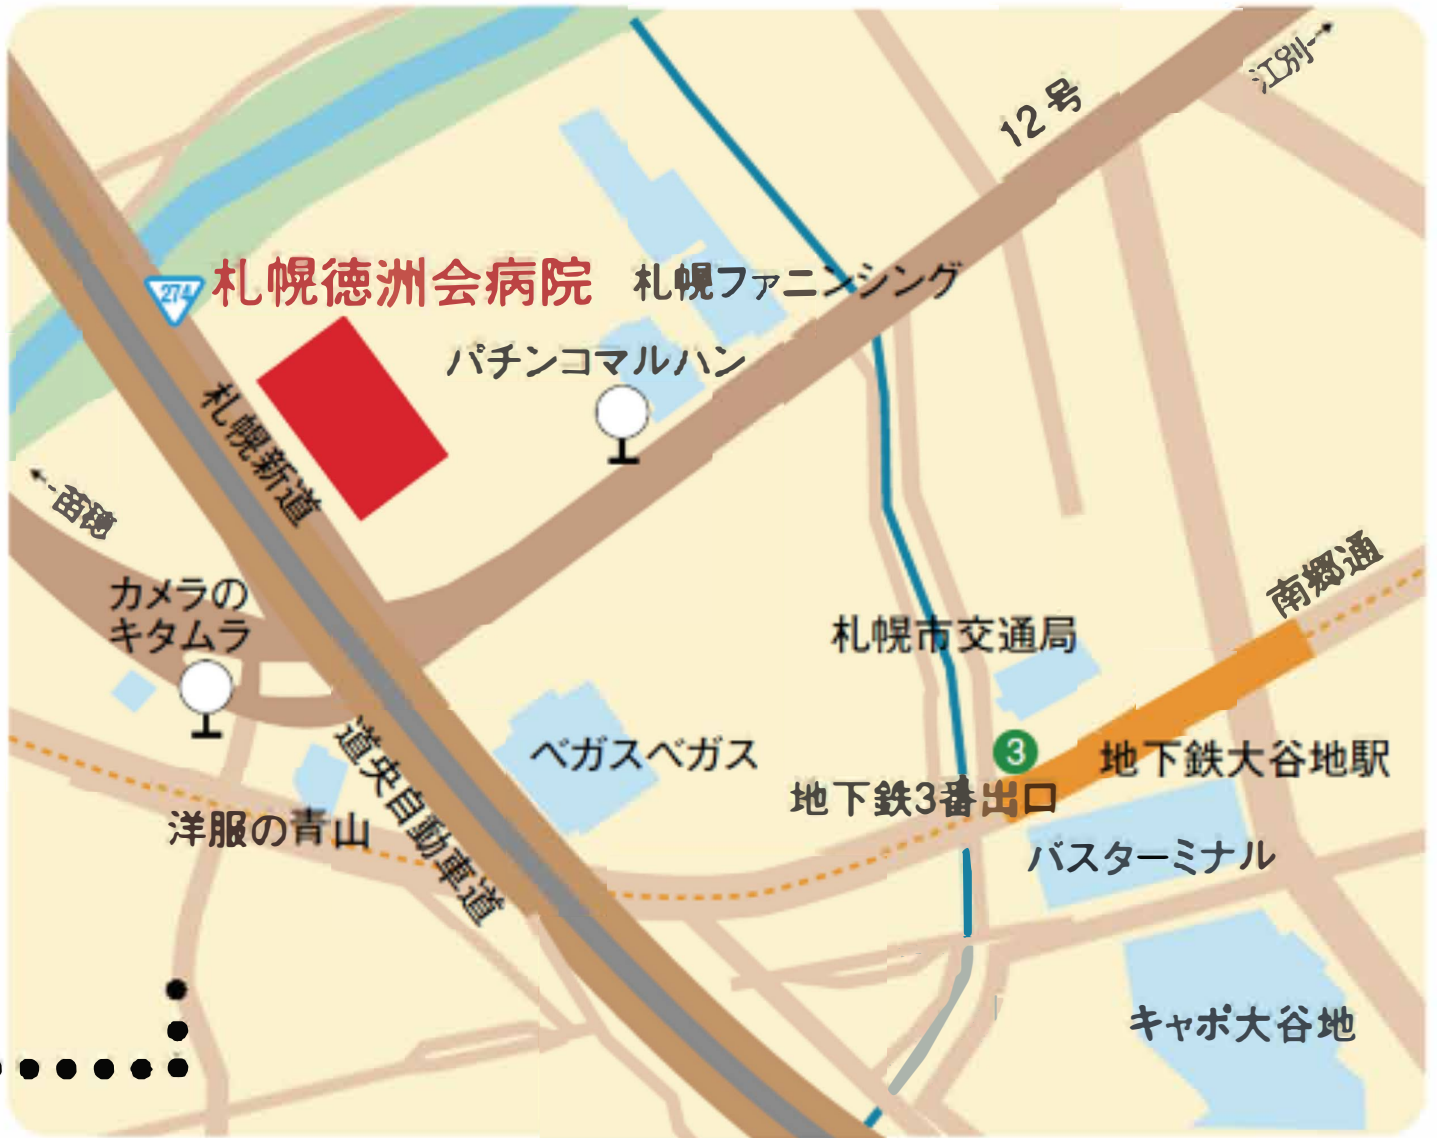 江別
12号
274
札幌徳洲会病院
札幌ファニシング
パチンコマルハン
札幌新道
苗穂
南郷通
カメラの
キタムラ
札幌市交通局
3
ベガスベガス
地下鉄大谷地駅
地下鉄3番出口
道央自動車道
洋服の青山
バスターミナル
キャポ大谷地